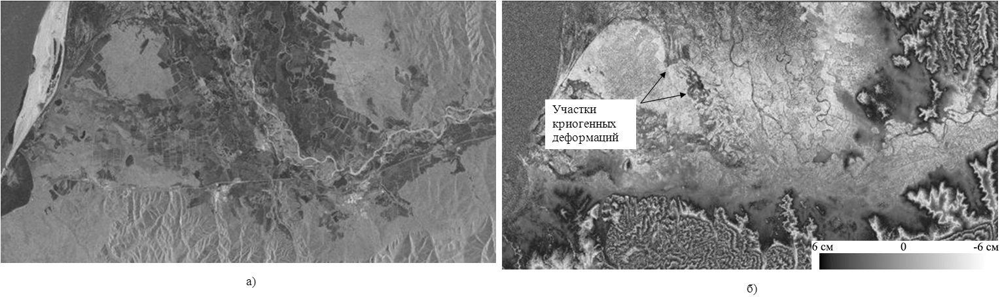 Участки
криогенных
деформаций
6 см 0 -6 см
а)
б)